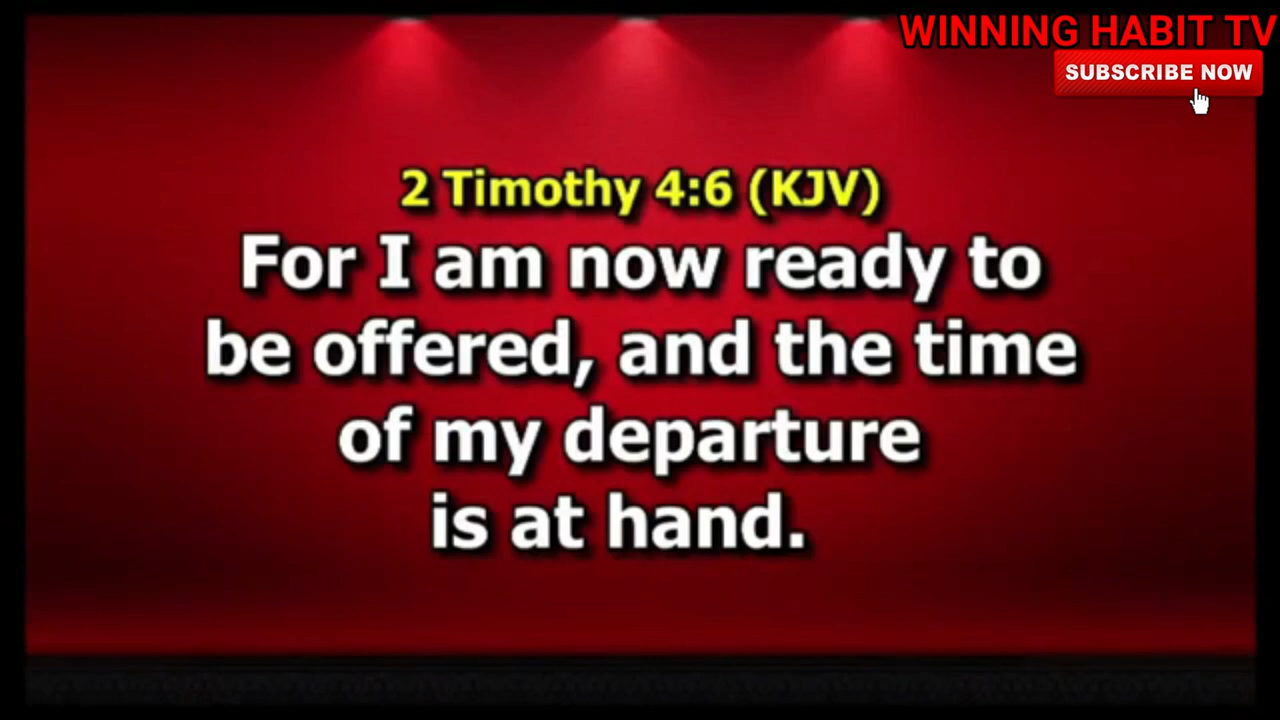 WINNING HABIT TV
SUBSCRIBE NOW
2 Timothy 4:6 (KJV)
For I am now ready to
be offered, and the time
of my departure
is at hand.